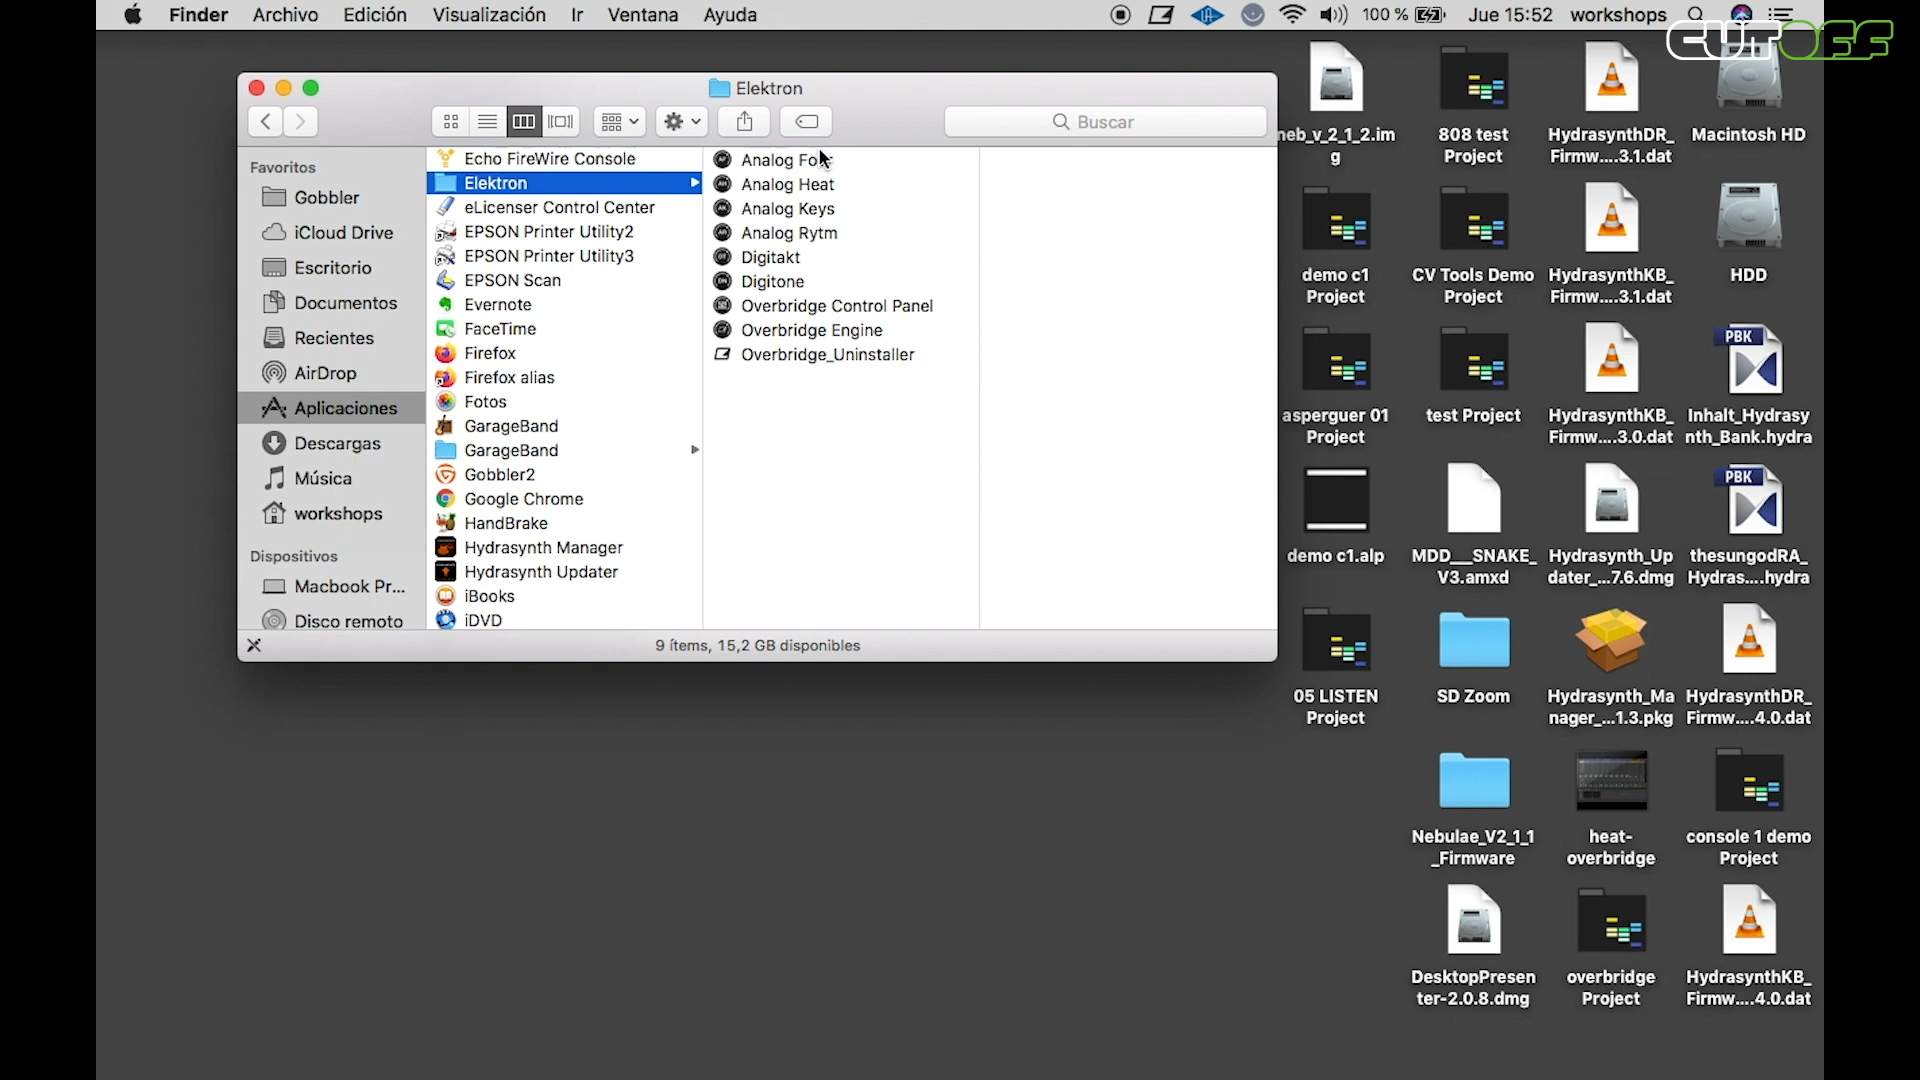 Finder Archivo Edición Visualización Ir Ventana Ayuda 100 % Jue 15:52 workshops
CUTOFF
Elektron
Buscar
Favoritos
Gobbler
iCloud Drive
Escritorio
Documentos
Recientes
AirDrop
Aplicaciones
Descargas
Música
workshops
Dispositivos
Macbook Pr...
Disco remoto
Echo FireWire Console
Elektron
eLicenser Control Center
EPSON Printer Utility2
EPSON Printer Utility3
EPSON Scan
Evernote
FaceTime
Firefox
Firefox alias
Fotos
GarageBand
GarageBand
Gobbler2
Google Chrome
HandBrake
Hydrasynth Manager
Hydrasynth Updater
iBooks
iDVD
Analog Fo
Analog Heat
Analog Keys
Analog Rytm
Digitakt
Digitone
Overbridge Control Panel
Overbridge Engine
Overbridge_Uninstaller
9 ítems, 15,2 GB disponibles
neb_v_2_1_2.im
g
808 test
Project
HydrasynthDR_
Firmw....3.1.dat
Macintosh HD
demo c1
Project
CV Tools Demo
Project
HydrasynthKB_
Firmw....3.1.dat
HDD
asperguer 01
Project
test Project
HydrasynthKB_
Firmw....3.0.dat
PBK
Inhalt_Hydrasy
nth_Bank.hydra
demo c1.alp
MDD___SNAKE_
V3.amxd
Hydrasynth_Up
dater_...7.6.dmg
PBK
thesungodRA_
Hydras....hydra
05 LISTEN
Project
SD Zoom
Hydrasynth_Ma
nager_...1.3.pkg
HydrasynthDR_
Firmw....4.0.dat
Nebulae_V2_1_1
_Firmware
heat-
overbridge
console 1 demo
Project
DesktopPresen
ter-2.0.8.dmg
overbridge
Project
HydrasynthKB_
Firmw....4.0.dat